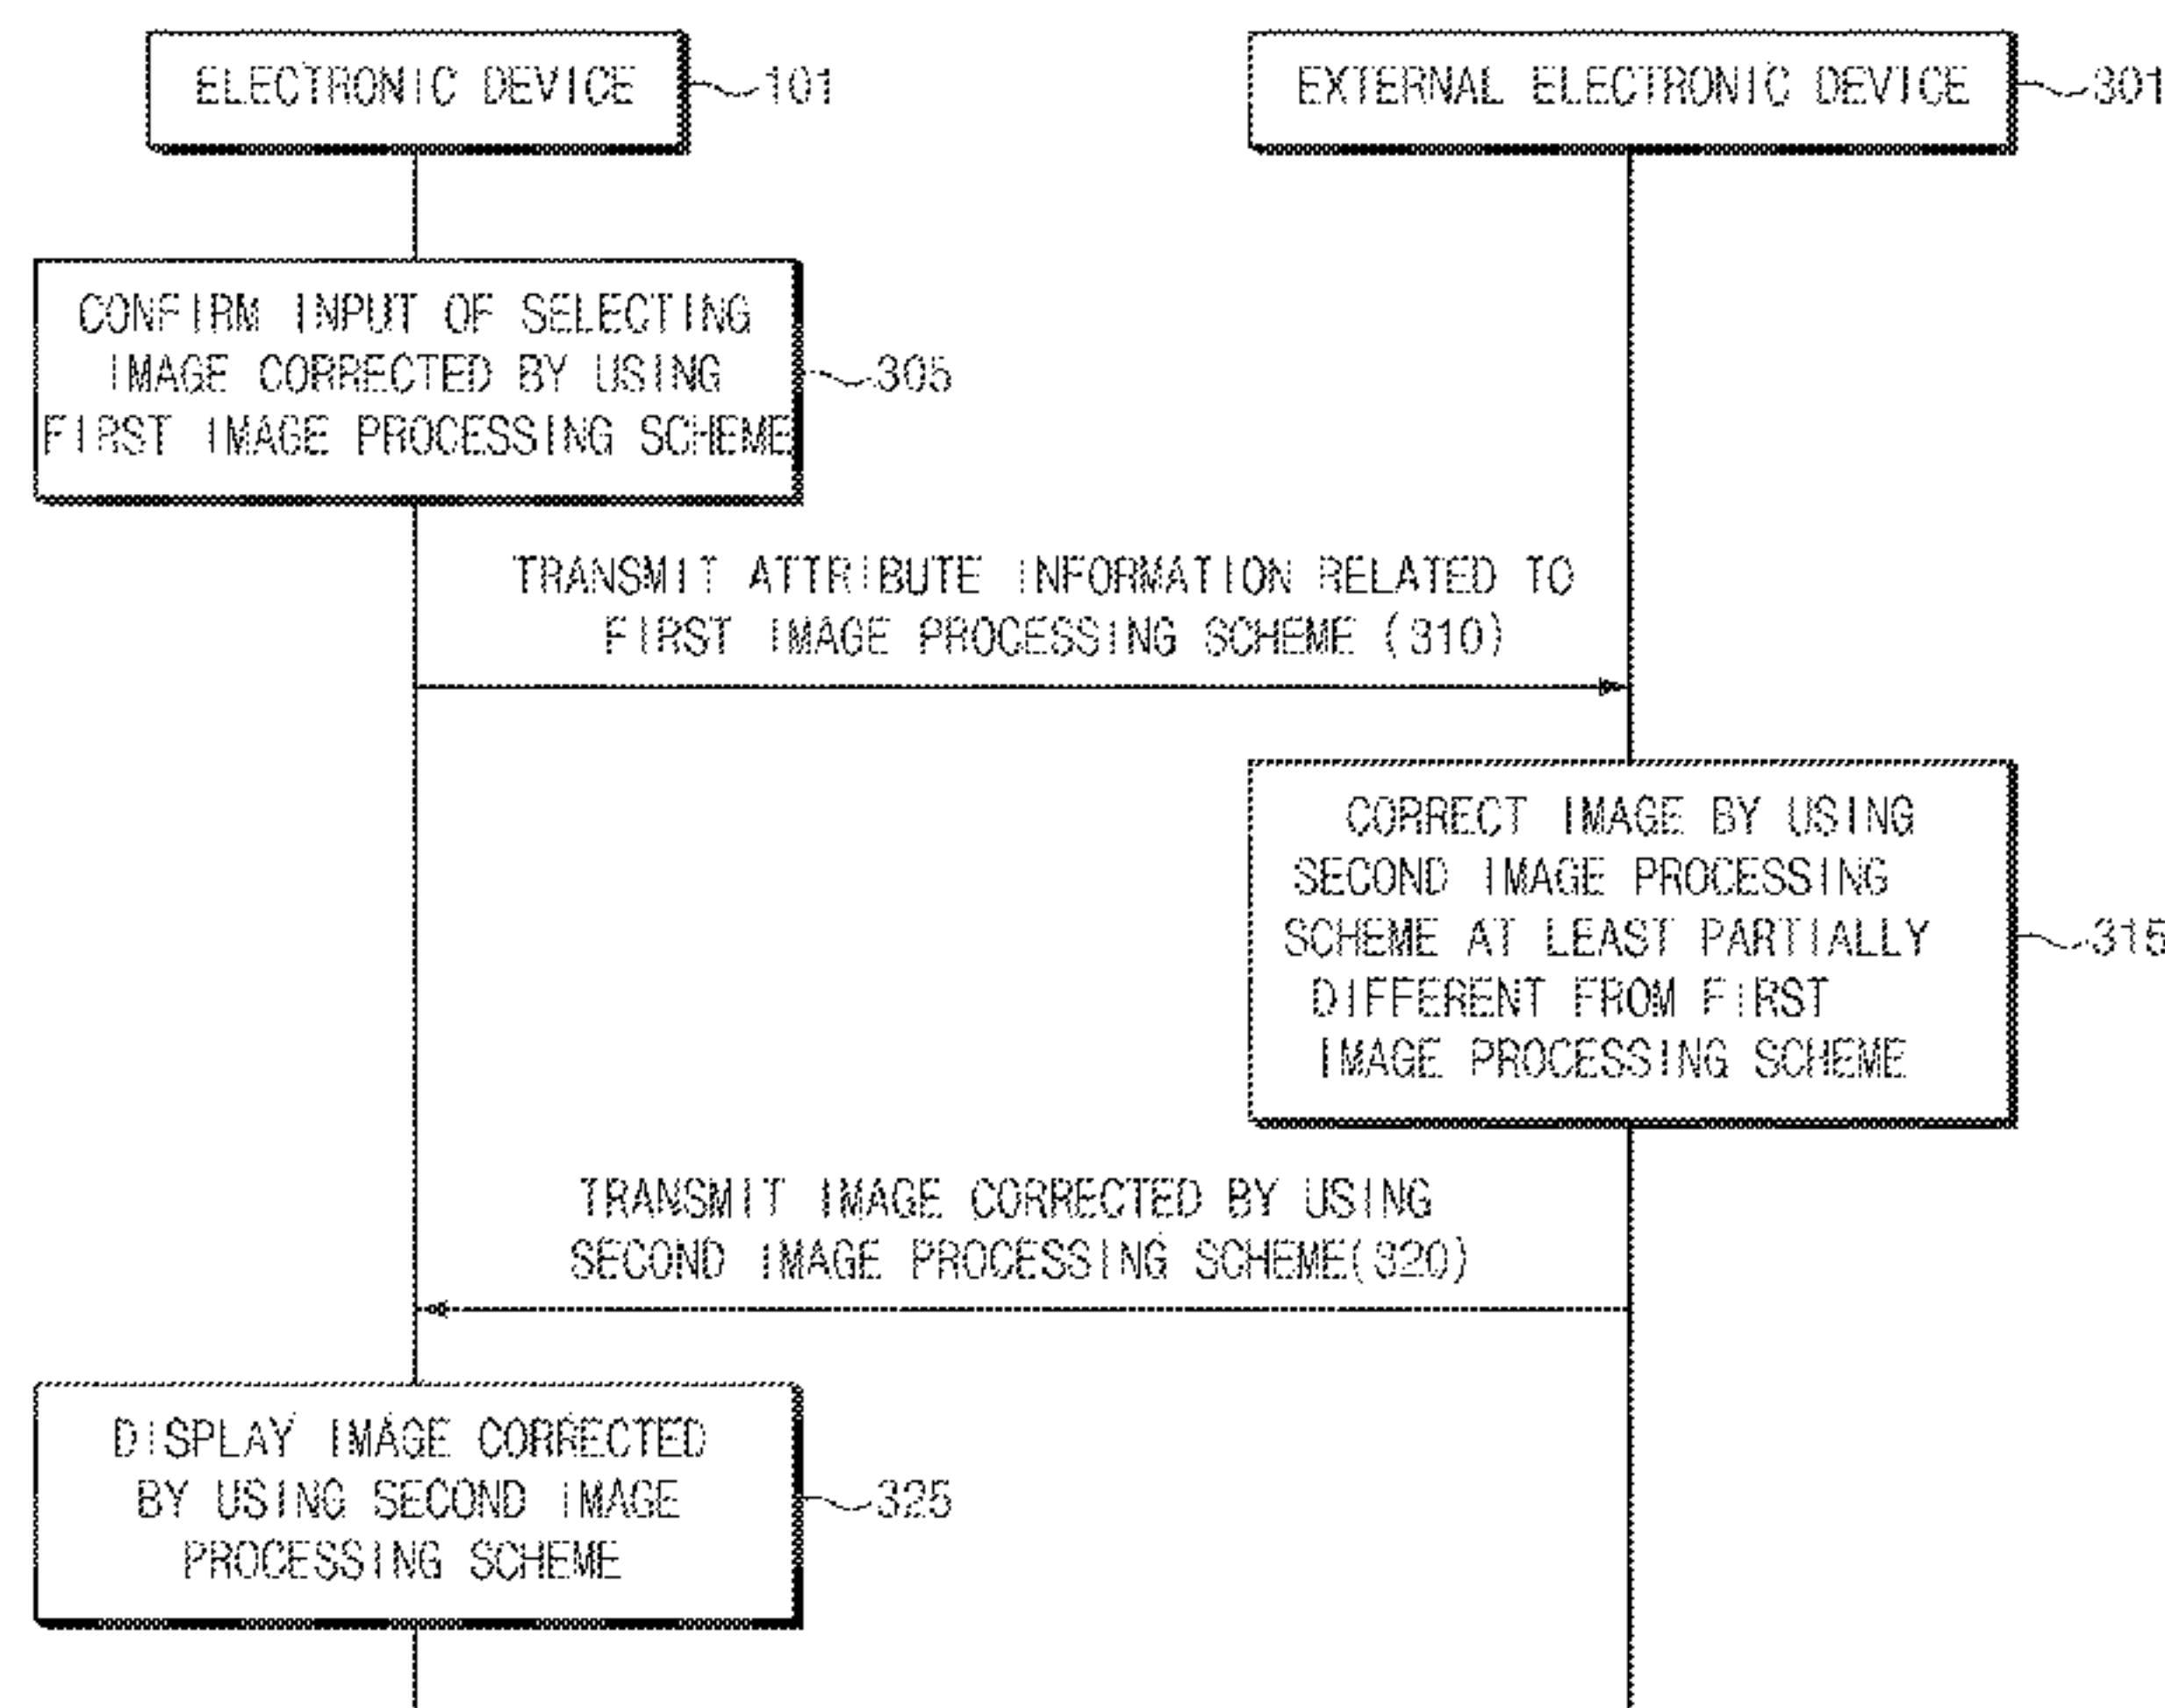 ELECTRONIC DEVICE 101
EXTERNAL ELECTRONIC DEVICE 301
CONFIRM INPUT OF SELECTING
IMAGE CORRECTED BY USING
FIRST IMAGE PROCESSING SCHEME
305
TRANSMIT ATTRIBUTE INFORMATION RELATED TO
FIRST IMAGE PROCESSING SCHEME (310)
CORRECT IMAGE BY USING
SECOND IMAGE PROCESSING
SCHEME AT LEAST PARTIALLY
DIFFERENT FROM FIRST
IMAGE PROCESSING SCHEME
315
TRANSMIT IMAGE CORRECTED BY USING
SECOND IMAGE PROCESSING SCHEME(320)
DISPLAY IMAGE CORRECTED
BY USING SECOND IMAGE
PROCESSING SCHEME
325